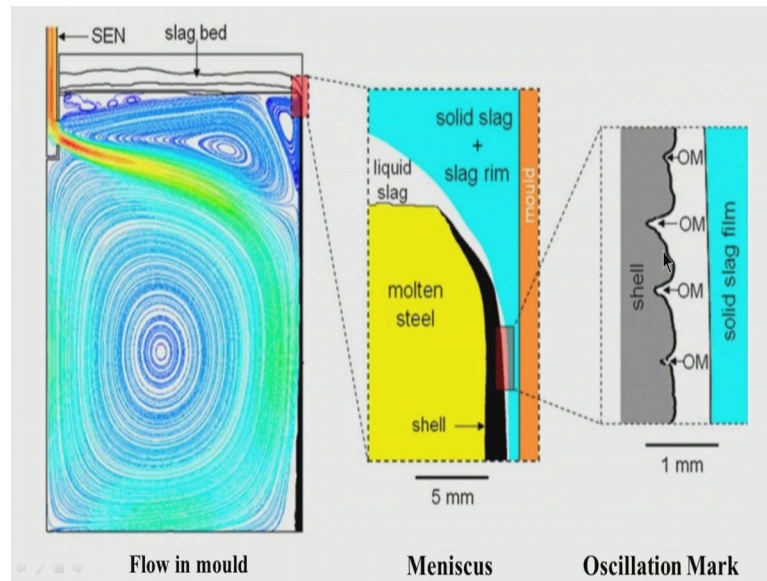 SEN
slag bed
solid slag
+
slag rim
liquid
slag
mould
molten
steel
shell
5 mm
OM
OM
OM
OM
shell
solid slag film
1 mm
Flow in mould
Meniscus
Oscillation Mark